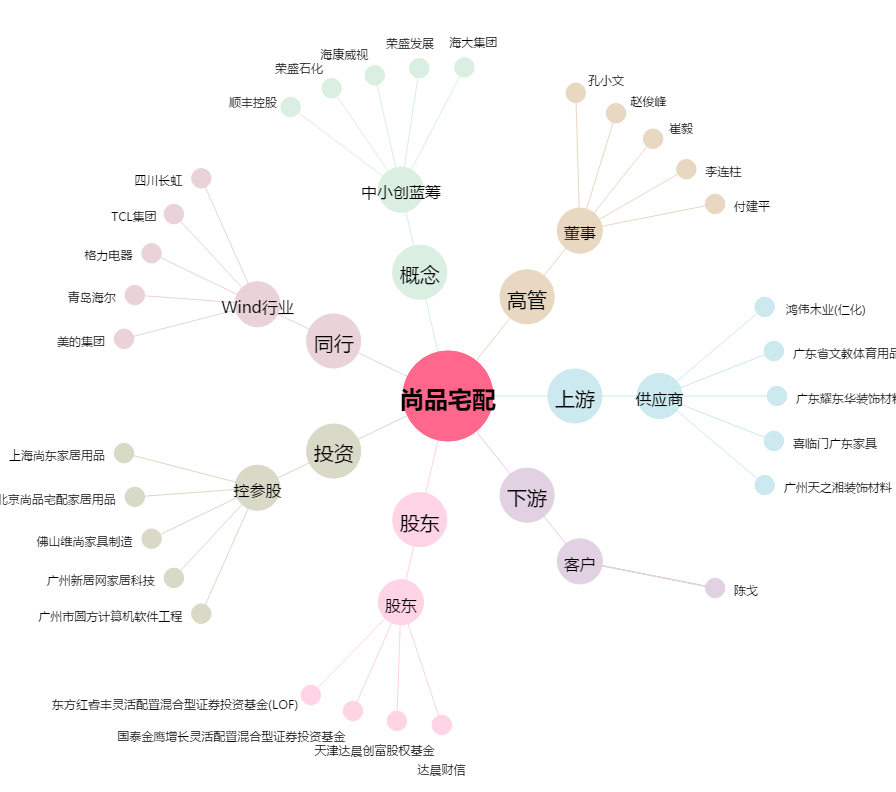 海大集团
荣盛发展
海康威视
荣盛石化
顺丰控股
中小创蓝筹
概念
孔小文
赵俊峰
崔毅
李连柱
付建平
董事
高管
四川长虹
TCL集团
格力电器
青岛海尔
美的集团
Wind行业
同行
尚品宅配
上游
供应商
鸿伟木业(仁化)
广东省文教体育用品
广东耀东华装饰材料
喜临门广东家具
广州天之湘装饰材料
投资
控参股
上海尚东家居用品
北京尚品宅配家居用品
佛山维尚家具制造
广州新居网家居科技
广州市圆方计算机软件工程
下游
客户
陈戈
股东
股东
东方红睿丰灵活配置混合型证券投资基金(LOF)
国泰金鹰增长灵活配置混合型证券投资基金
天津达晨创富股权基金
达晨财信